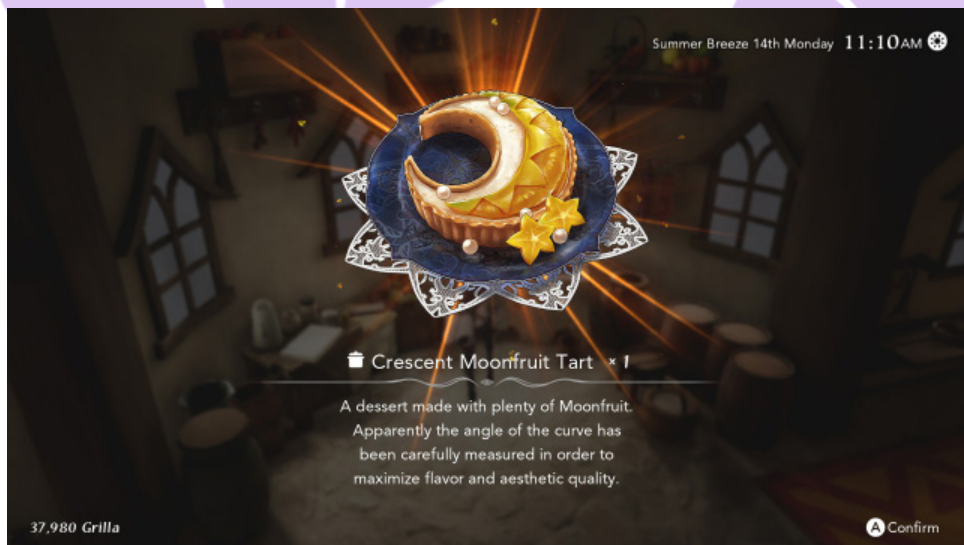 Summer Breeze 14th Monday 11:10AM
Crescent Moonfruit Tart × 1
A dessert made with plenty of Moonfruit.
Apparently the angle of the curve has
been carefully measured in order to
maximize flavor and aesthetic quality.
37,980 Grilla
A Confirm